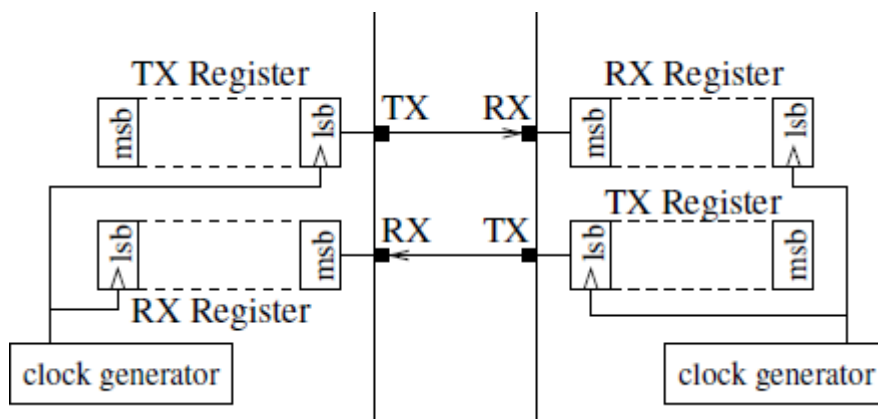 TX Register
RX Register
msb
lsb
TX
RX
msb
lsb
TX Register
lsb
msb
RX
TX
lsb
msb
RX Register
clock generator
clock generator